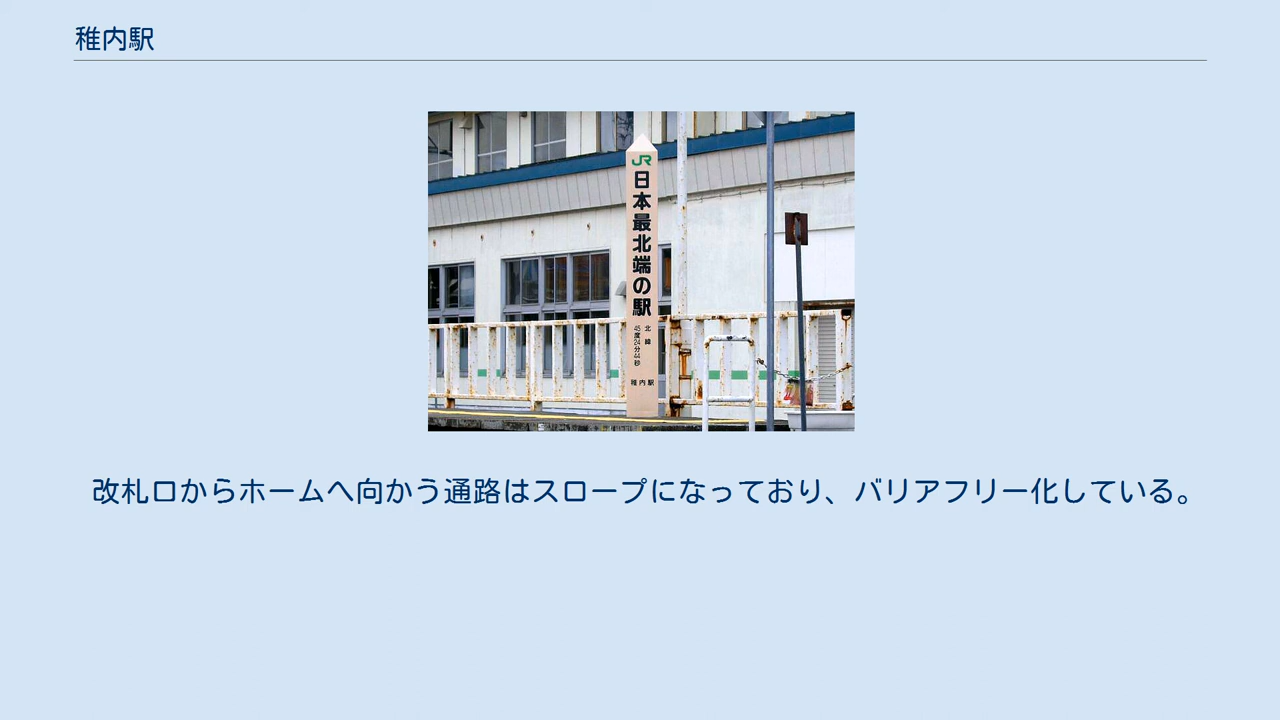 稚内駅
JR
日本最北端の駅
北緯
45度24分44秒
稚内駅
改札口からホームへ向かう通路はスロープになっており、バリアフリー化している。